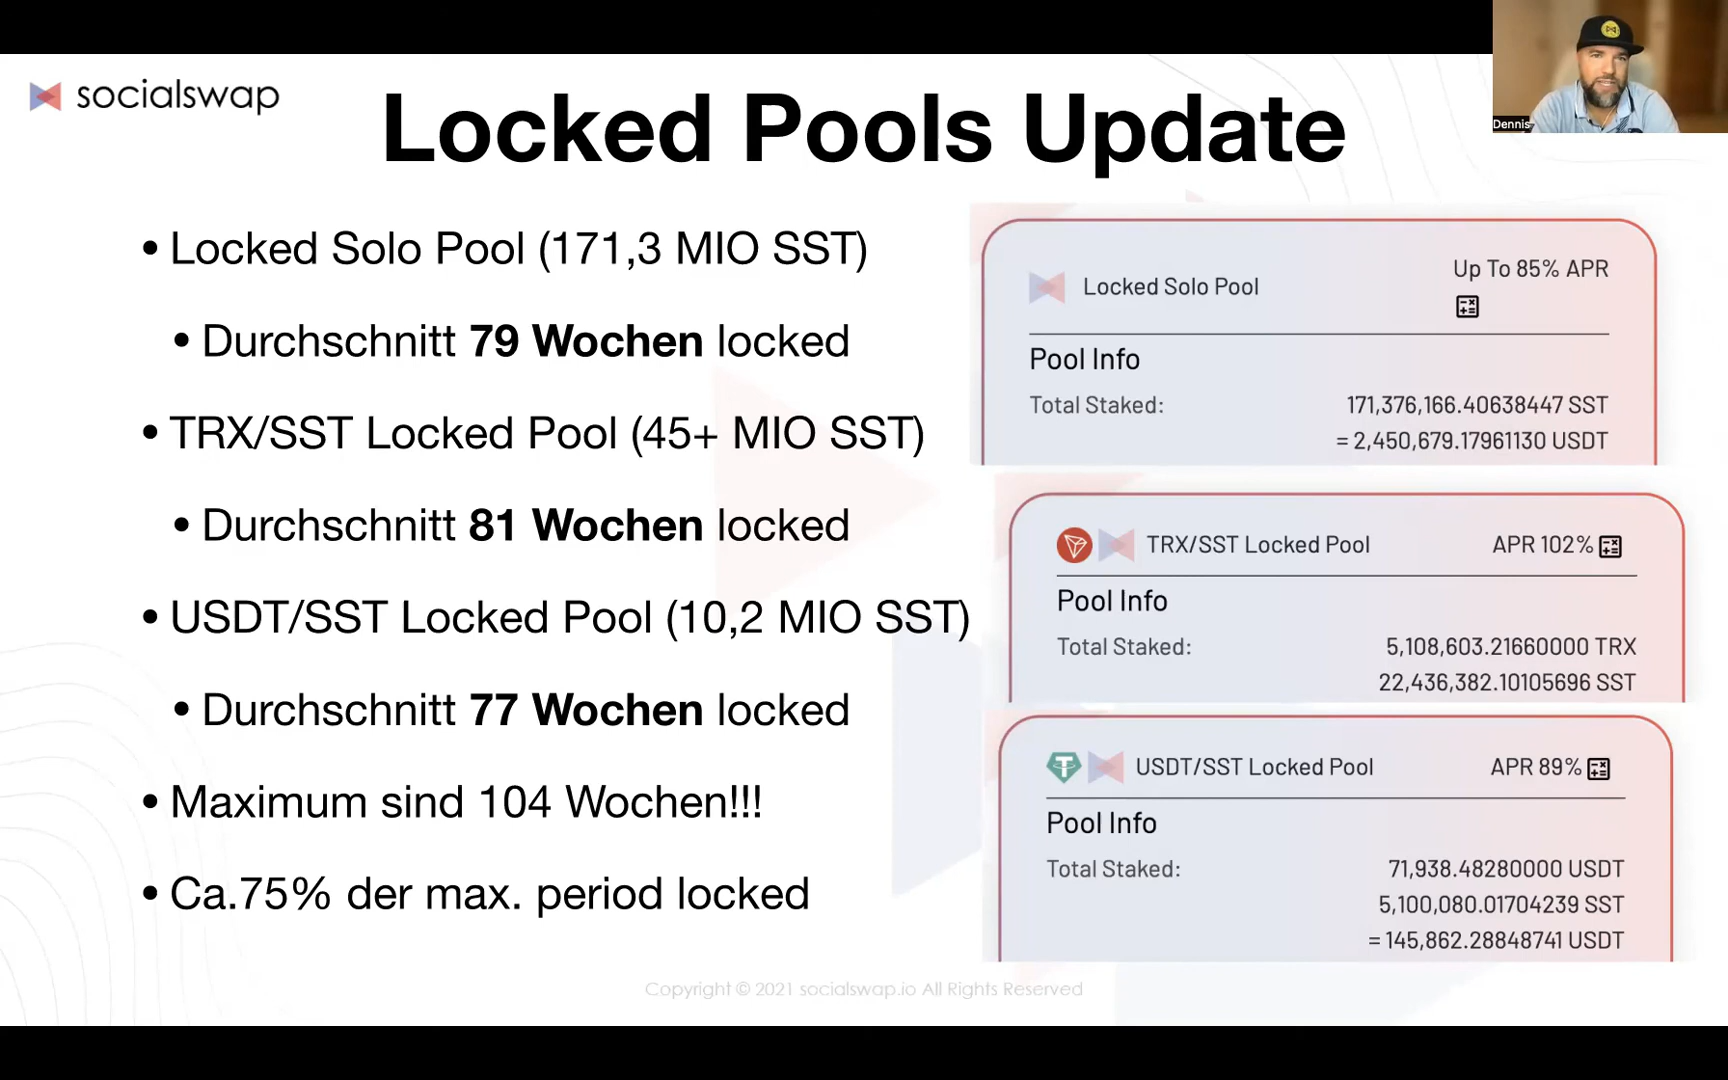 socialswap
Locked Pools Update
Dennis
• Locked Solo Pool (171,3 MIO SST)
• Durchschnitt 79 Wochen locked
• TRX/SST Locked Pool (45+ MIO SST)
• Durchschnitt 81 Wochen locked
• USDT/SST Locked Pool (10,2 MIO SST)
• Durchschnitt 77 Wochen locked
• Maximum sind 104 Wochen!!!
• Ca.75% der max. period locked
Locked Solo Pool Up To 85% APR
Pool Info
Total Staked: 171,376,166.40638447 SST
= 2,450,679.17961130 USDT
TRX/SST Locked Pool APR 102%
Pool Info
Total Staked: 5,108,603.21660000 TRX
22,436,382.10105696 SST
USDT/SST Locked Pool APR 89%
Pool Info
Total Staked: 71,938.48280000 USDT
5,100,080.01704239 SST
= 145,862.28848741 USDT
Copyright © 2021 socialswap.io All Rights Reserved